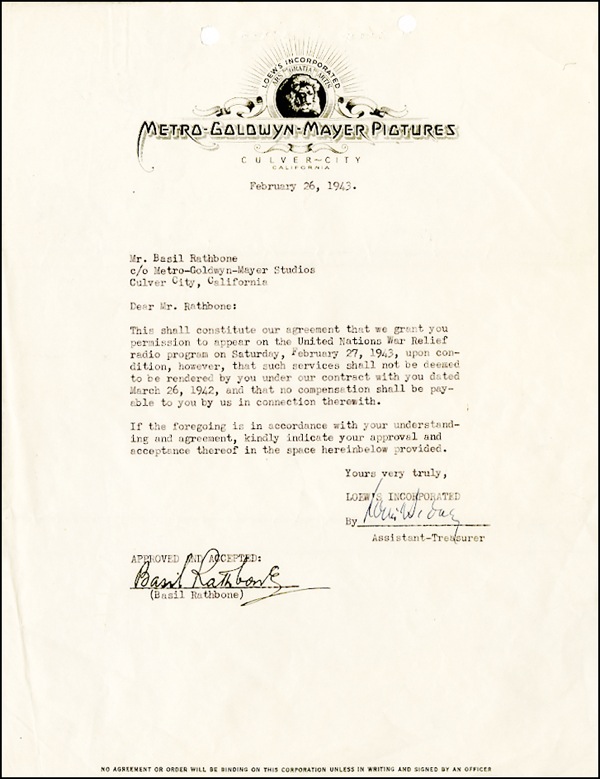 LOEW'S INCORPORATED
ARS GRATIA ARTIS
METRO-GOLDWYN-MAYER PICTURES
CULVER~CITY
CALIFORNIA
February 26, 1943.
Mr. Basil Rathbone
c/o Metro-Goldwyn-Mayer Studios
Culver City, California
Dear Mr. Rathbone:
This shall constitute our agreement that we grant you
permission to appear on the United Nations War Relief
radio program on Saturday, February 27, 1943, upon con-
dition, however, that such services shall not be deemed
to be rendered by you under our contract with you dated
March 26, 1942, and that no compensation shall be pay-
able to you by us in connection therewith.
If the foregoing is in accordance with your understand-
ing and agreement, kindly indicate your approval and
acceptance thereof in the space hereinbelow provided.
Yours very truly,
LOEW'S INCORPORATED
By
Assistant-Treasurer
APPROVED AND ACCEPTED:
Basil Rathbone
(Basil Rathbone)
NO AGREEMENT OR ORDER WILL BE BINDING ON THIS CORPORATION UNLESS IN WRITING AND SIGNED BY AN OFFICER